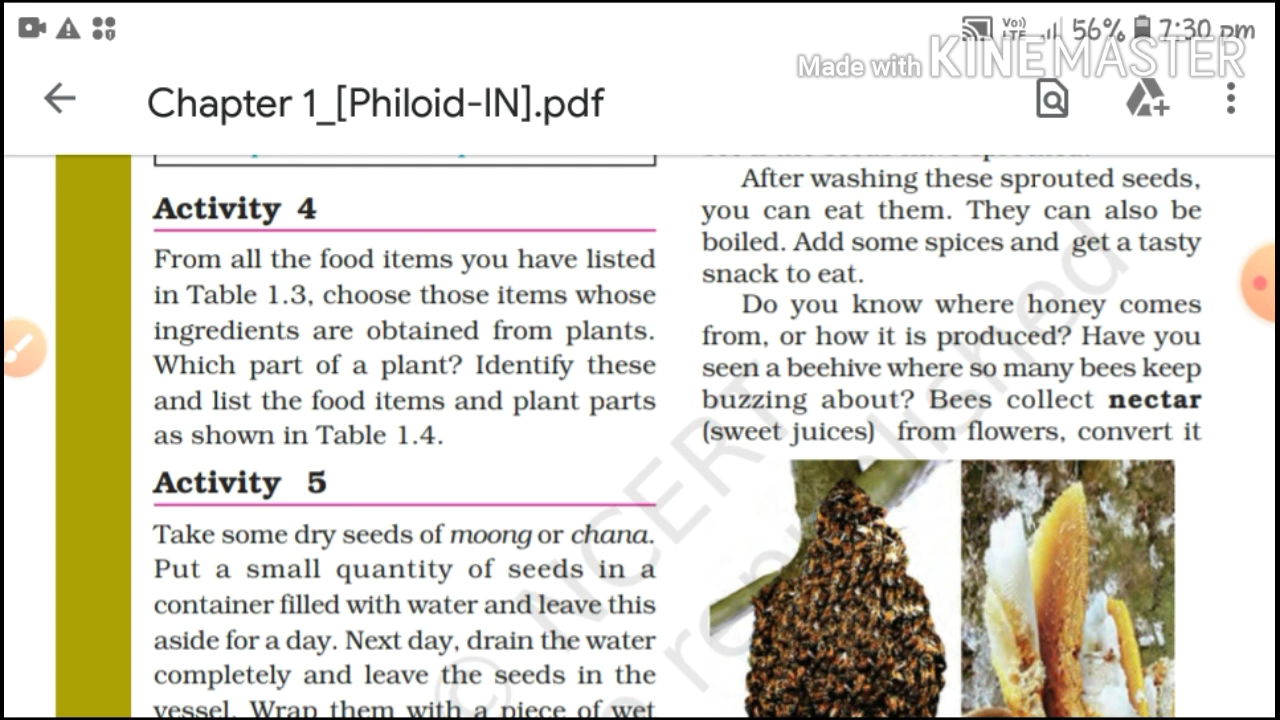 Vo))
LTE
56%
7:30 pm
Made with KINEMASTER
Chapter 1_[Philoid-IN].pdf
Activity 4
From all the food items you have listed
in Table 1.3, choose those items whose
ingredients are obtained from plants.
Which part of a plant? Identify these
and list the food items and plant parts
as shown in Table 1.4.
Activity 5
Take some dry seeds of moong or chana.
Put a small quantity of seeds in a
container filled with water and leave this
aside for a day. Next day, drain the water
completely and leave the seeds in the
vessel. Wrap them with a piece of wet
After washing these sprouted seeds,
you can eat them. They can also be
boiled. Add some spices and get a tasty
snack to eat.
Do you know where honey comes
from, or how it is produced? Have you
seen a beehive where so many bees keep
buzzing about? Bees collect nectar
(sweet juices) from flowers, convert it
© NCERT